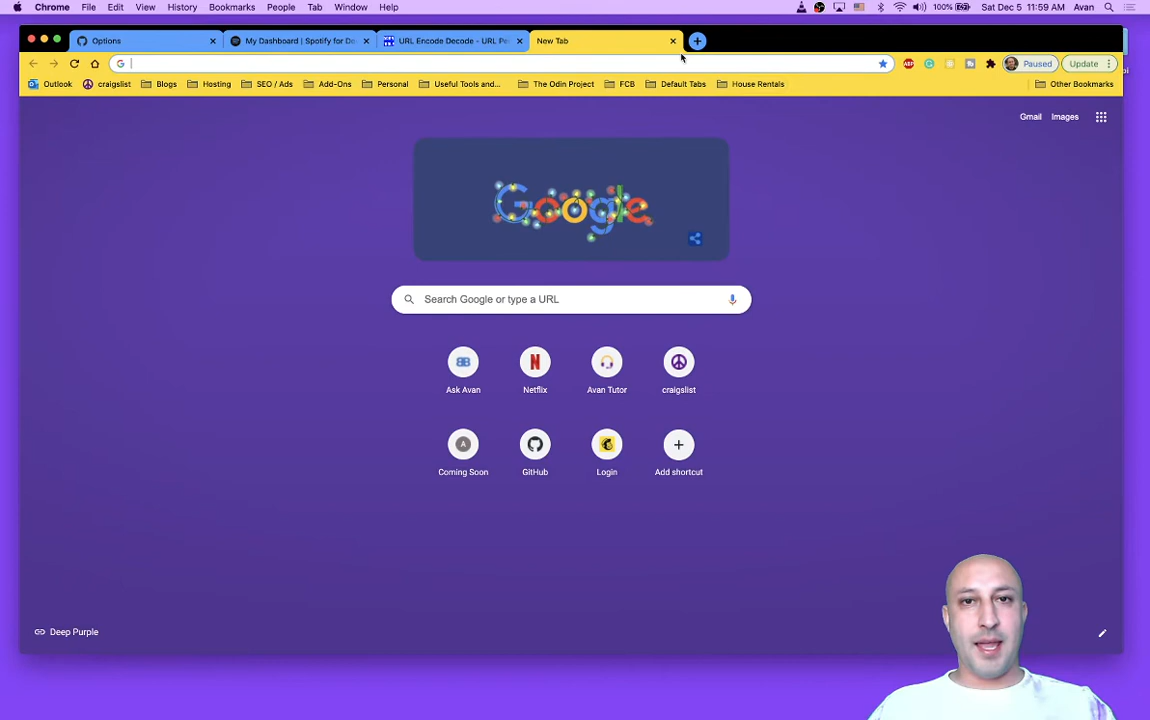 Chrome File Edit View History Bookmarks People Tab Window Help 100% Sat Dec 5 11:59 AM Avan
Options My Dashboard | Spotify for De URL Encode Decode - URL Pe New Tab
Paused Update
Outlook craigslist Blogs Hosting SEO / Ads Add-Ons Personal Useful Tools and... The Odin Project FCB Default Tabs House Rentals Other Bookmarks
Gmail Images
Google
Search Google or type a URL
Ask Avan Netflix Avan Tutor craigslist
A
Coming Soon GitHub Login Add shortcut
Deep Purple